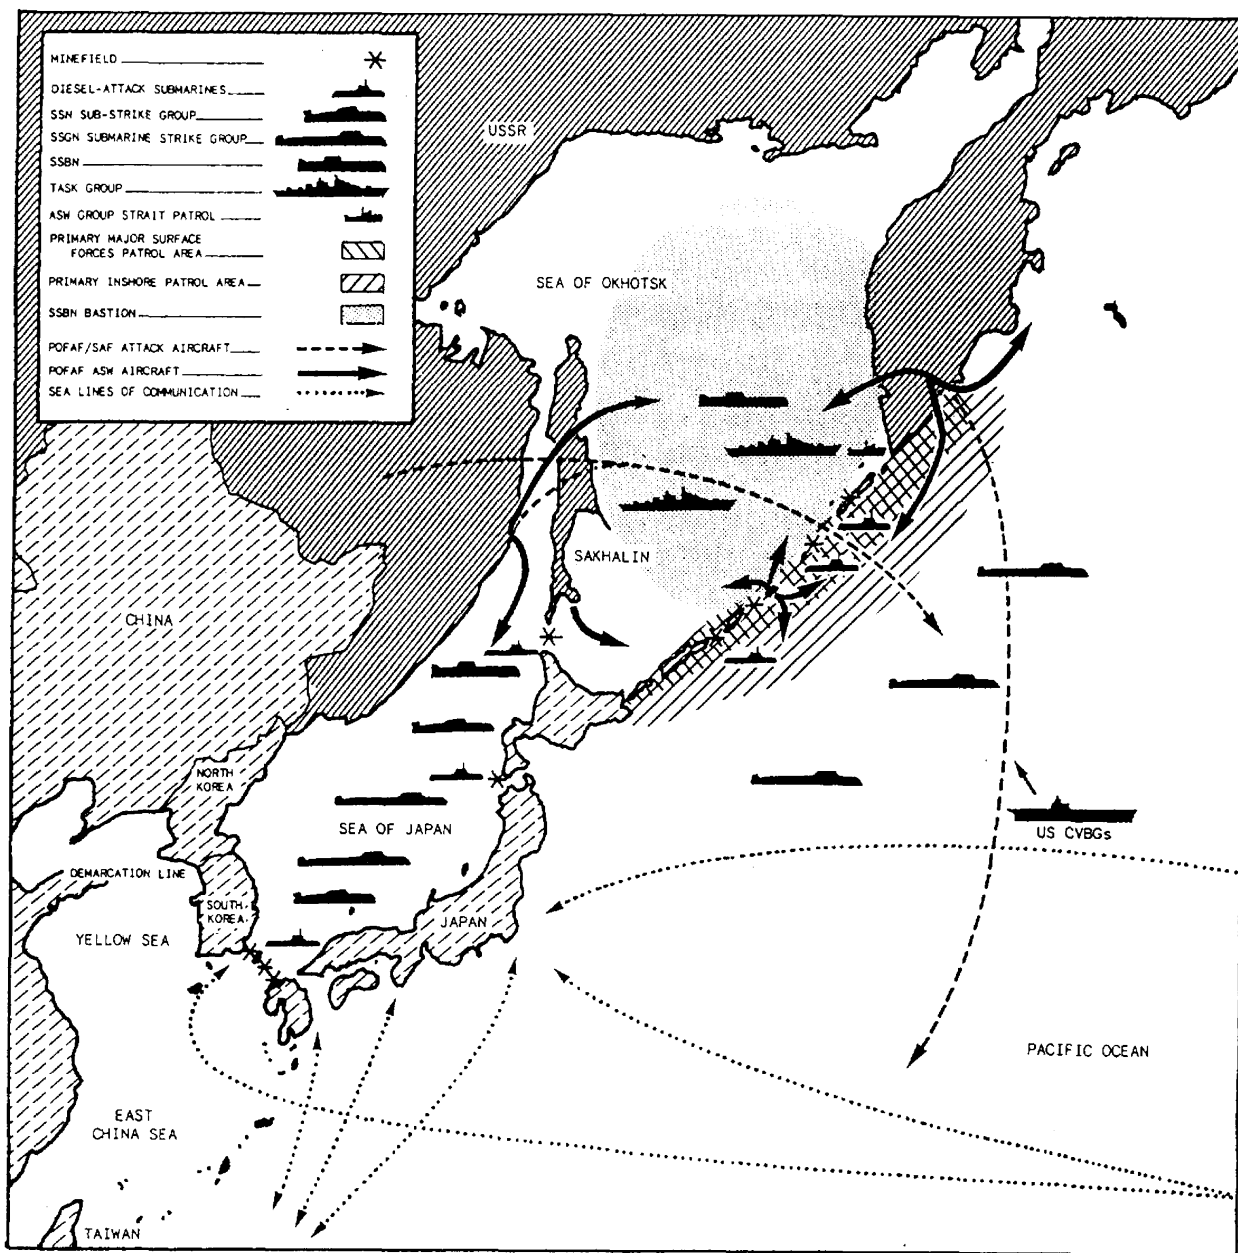 MINEFIELD
DIESEL-ATTACK SUBMARINES
SSN SUB-STRIKE GROUP
SSGN SUBMARINE STRIKE GROUP
SSBN
TASK GROUP
ASW GROUP STRAIT PATROL
PRIMARY MAJOR SURFACE
FORCES PATROL AREA
PRIMARY INSHORE PATROL AREA
SSBN BASTION
POFAF/SAF ATTACK AIRCRAFT
POFAF ASW AIRCRAFT
SEA LINES OF COMMUNICATION
USSR
SEA OF OKHOTSK
SAKHALIN
CHINA
NORTH
KOREA
SEA OF JAPAN
US CVBGs
DEMARCATION LINE
SOUTH
KOREA
JAPAN
YELLOW SEA
PACIFIC OCEAN
EAST
CHINA SEA
TAIWAN